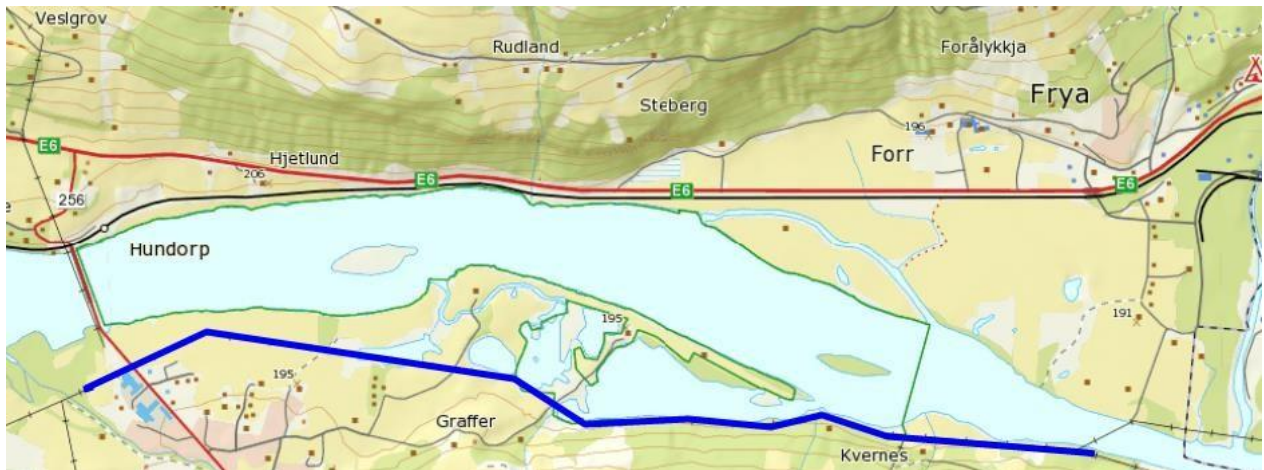 Veslgrov
Rudland
Forålykkja
Frya
Steberg
196
Forr
E6
Hjetlund
206
E6
E6
E6
256
e
Hundorp
195
191
195
Graffer
Kvernes